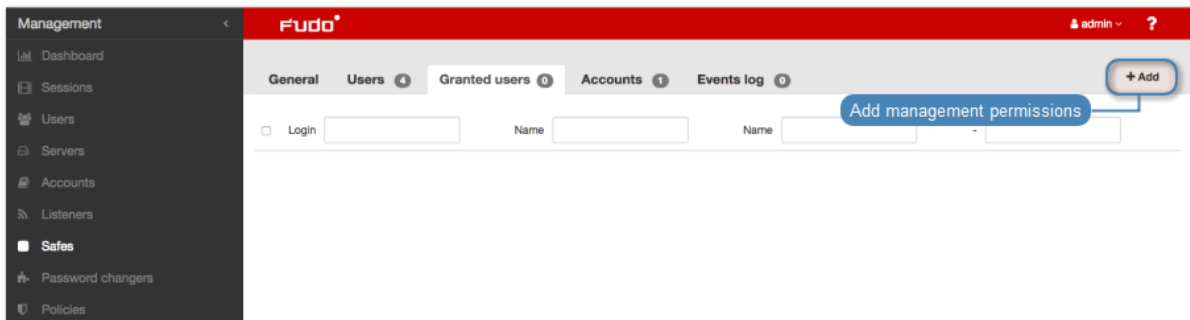 Management <
FUDO
admin
?
Dashboard
Sessions
Users
Servers
Accounts
Listeners
Safes
Password changers
Policies
General Users 4 Granted users 0 Accounts 1 Events log 0
+ Add
Add management permissions
Login Name Name -